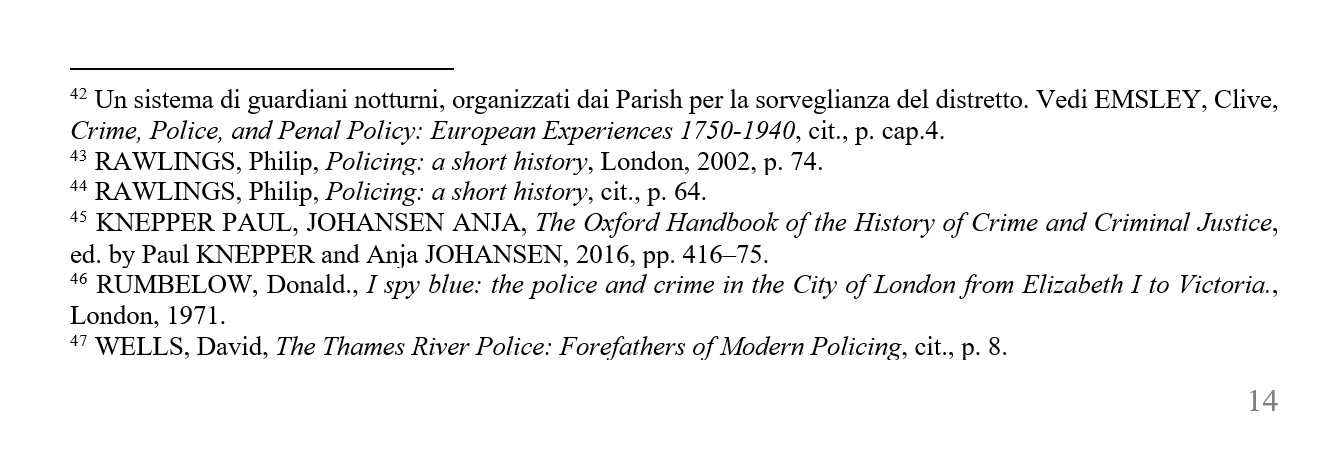 42 Un sistema di guardiani notturni, organizzati dai Parish per la sorveglianza del distretto. Vedi EMSLEY, Clive,
Crime, Police, and Penal Policy: European Experiences 1750-1940, cit., p. cap.4.
43 RAWLINGS, Philip, Policing: a short history, London, 2002, p. 74.
44 RAWLINGS, Philip, Policing: a short history, cit., p. 64.
45 KNEPPER PAUL, JOHANSEN ANJA, The Oxford Handbook of the History of Crime and Criminal Justice,
ed. by Paul KNEPPER and Anja JOHANSEN, 2016, pp. 416–75.
46 RUMBELOW, Donald., I spy blue: the police and crime in the City of London from Elizabeth I to Victoria.,
London, 1971.
47 WELLS, David, The Thames River Police: Forefathers of Modern Policing, cit., p. 8.
14